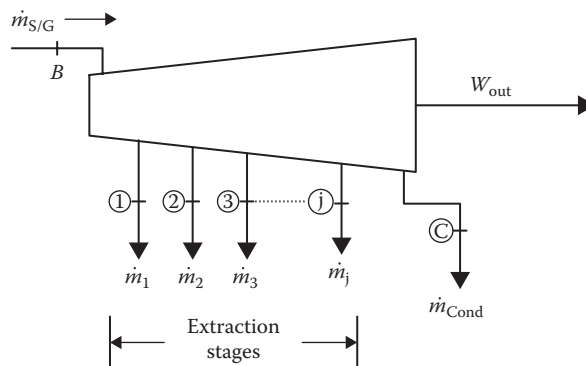 ṁS/G
B
Wout
1 2 3 j
C
ṁ1 ṁ2 ṁ3 ṁj
ṁCond
Extraction
stages